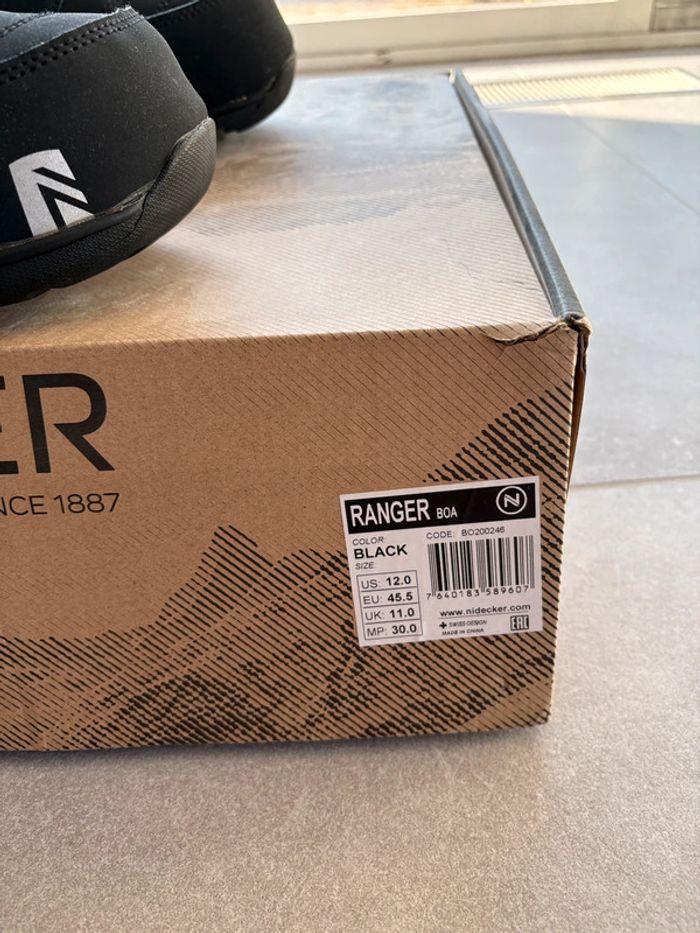 ER
NCE 1887
RANGER BOA
COLOR
BLACK
SIZE
US: 12.0
EU: 45.5
UK: 11.0
MP: 30.0
CODE: BO200246
7 640183 589607
www.nidecker.com
SWISS DESIGN
MADE IN CHINA
EAC